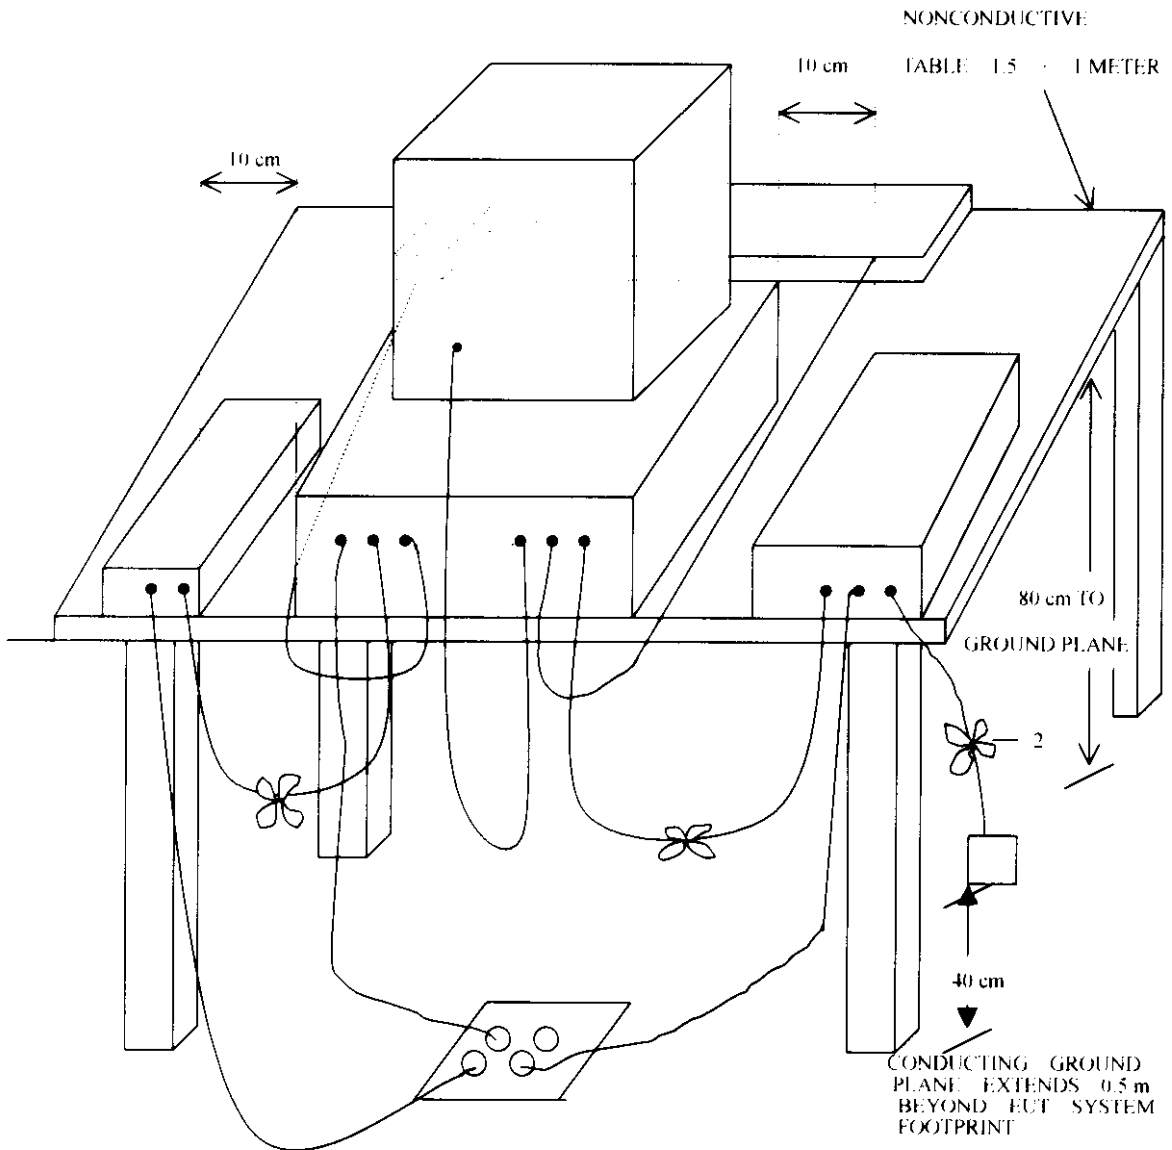 NONCONDUCTIVE
10 cm
TABLE 1.5 · 1 METER
10 cm
80 cm TO
GROUND PLANE
2
40 cm
CONDUCTING GROUND
PLANE EXTENDS 0.5 m
BEYOND EUT SYSTEM
FOOTPRINT